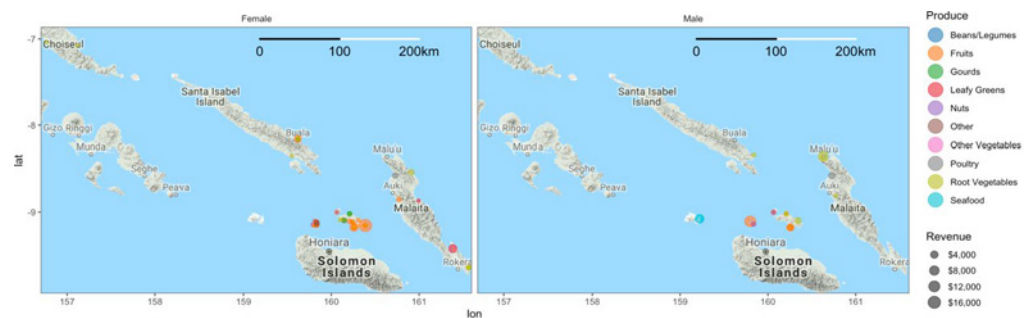 Female
Male
-7
-8
-9
lat
Choiseul
0 100 200km
Santa Isabel
Island
Gizo Ringgi
Munda
Seghe
Peava
Buala
Malu'u
Auki
Malaita
Honiara
Solomon
Islands
Rokera
157 158 159 160 161
Choiseul
0 100 200km
Santa Isabel
Island
Gizo Ringgi
Munda
Seghe
Peava
Buala
Malu'u
Auki
Malaita
Honiara
Solomon
Islands
Rokera
157 158 159 160 161
lon
Produce
Beans/Legumes
Fruits
Gourds
Leafy Greens
Nuts
Other
Other Vegetables
Poultry
Root Vegetables
Seafood
Revenue
$4,000
$8,000
$12,000
$16,000